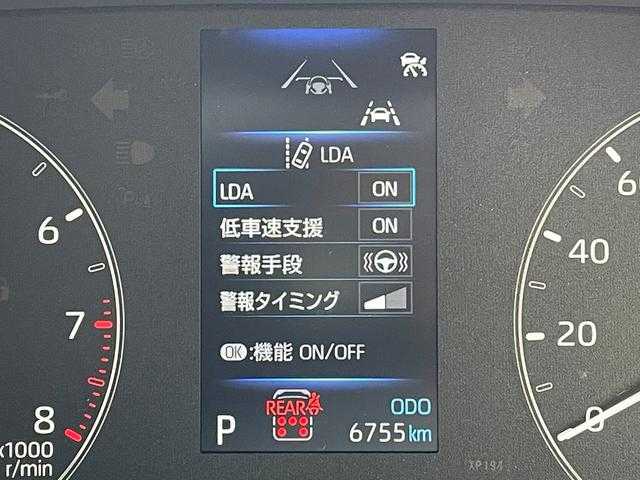 LDA
LDA ON
低車速支援 ON
警報手段
警報タイミング
OK:機能 ON/OFF
REAR
ODO
P
6755km
6
7
8
x1000
r/min
60
40
20
0